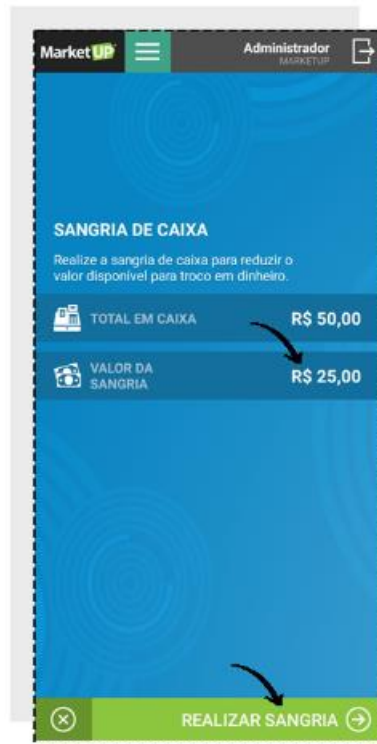 MarketUP
Administrador
MARKETUP
SANGRIA DE CAIXA
Realize a sangria de caixa para reduzir o
valor disponível para troco em dinheiro.
TOTAL EM CAIXA R$ 50,00
VALOR DA
SANGRIA R$ 25,00
REALIZAR SANGRIA